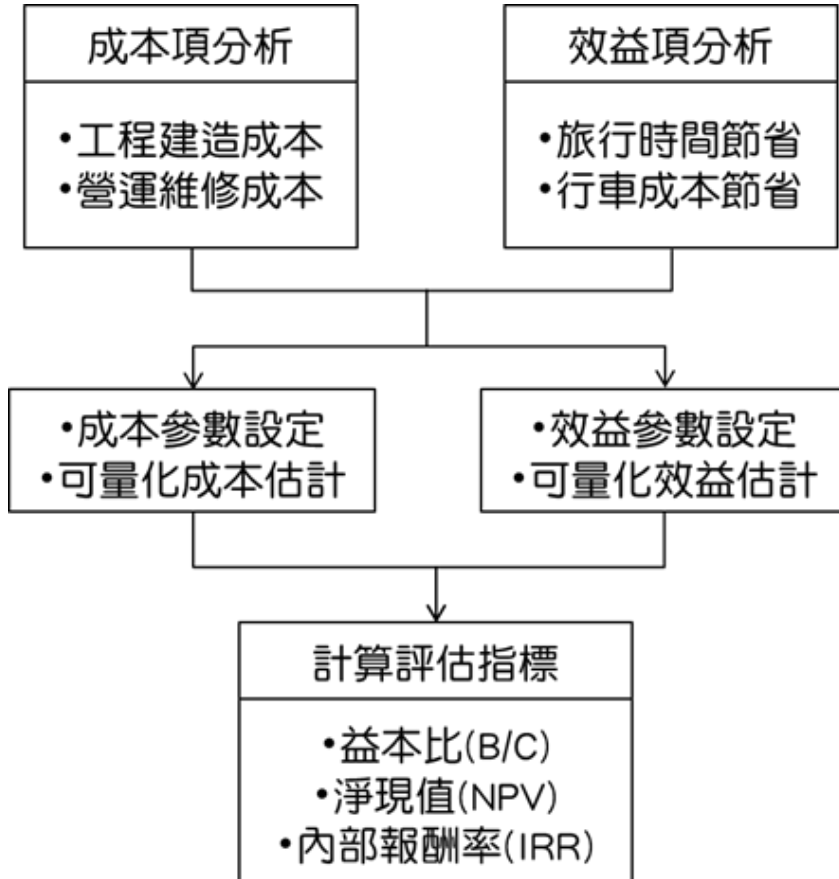 成本項分析
•工程建造成本
•營運維修成本
效益項分析
•旅行時間節省
•行車成本節省
•成本參數設定
•可量化成本估計
•效益參數設定
•可量化效益估計
計算評估指標
•益本比(B/C)
•淨現值(NPV)
•內部報酬率(IRR)